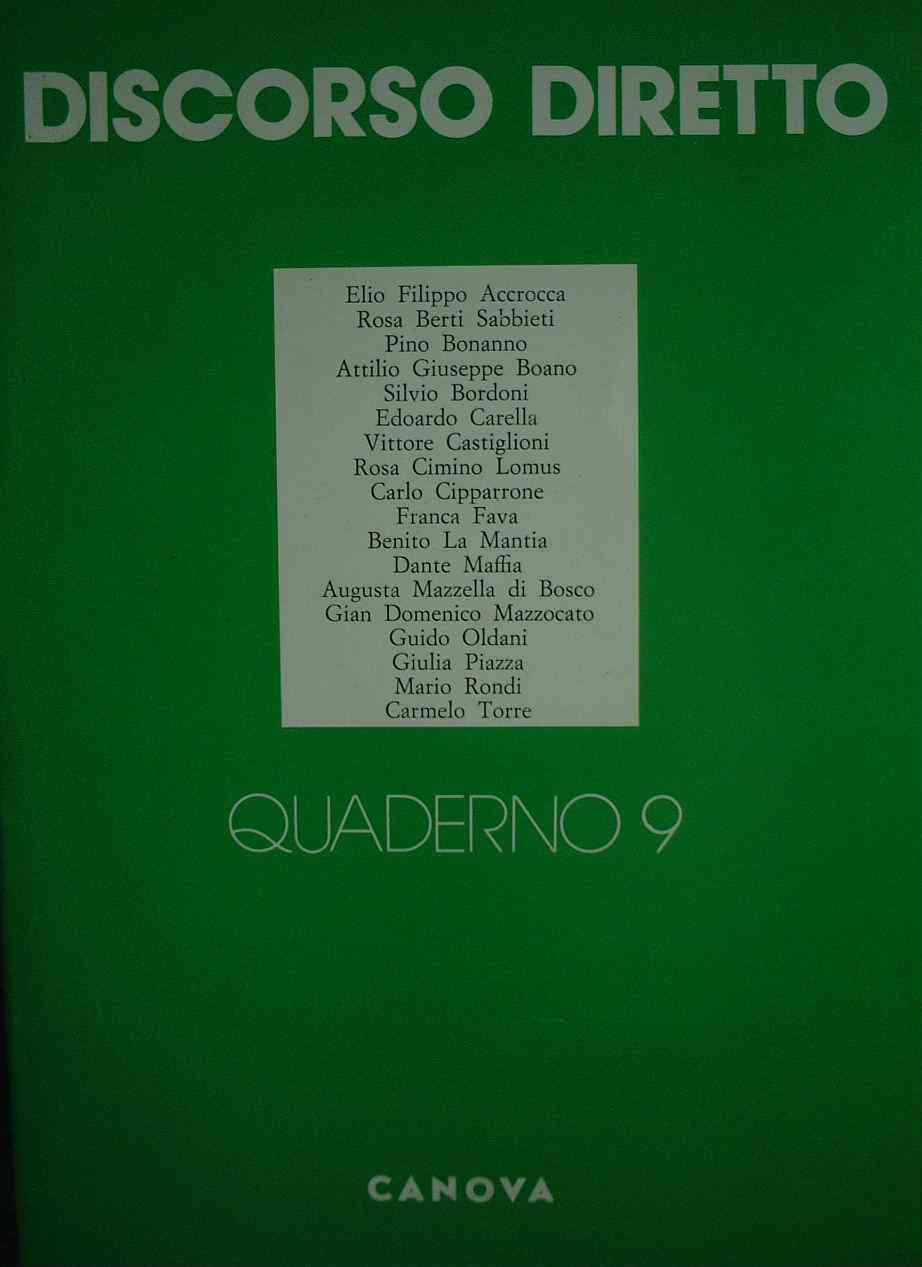 DISCORSO DIRETTO
Elio Filippo Accrocca
Rosa Berti Sabbieti
Pino Bonanno
Attilio Giuseppe Boano
Silvio Bordoni
Edoardo Carella
Vittore Castiglioni
Rosa Cimino Lomus
Carlo Cipparrone
Franca Fava
Benito La Mantia
Dante Maffia
Augusta Mazzella di Bosco
Gian Domenico Mazzocato
Guido Oldani
Giulia Piazza
Mario Rondi
Carmelo Torre
QUADERNO 9
CANOVA